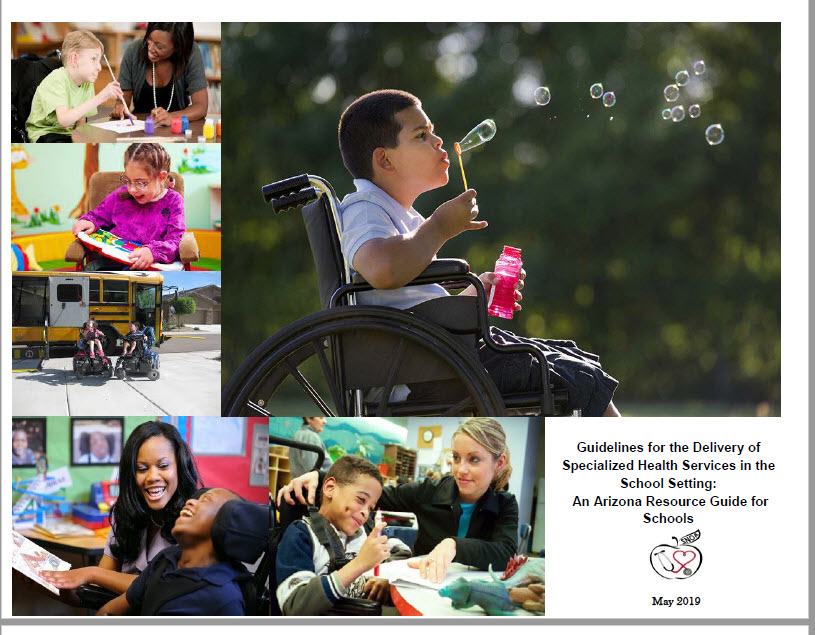 Guidelines for the Delivery of
Specialized Health Services in the
School Setting:
An Arizona Resource Guide for
Schools
May 2019